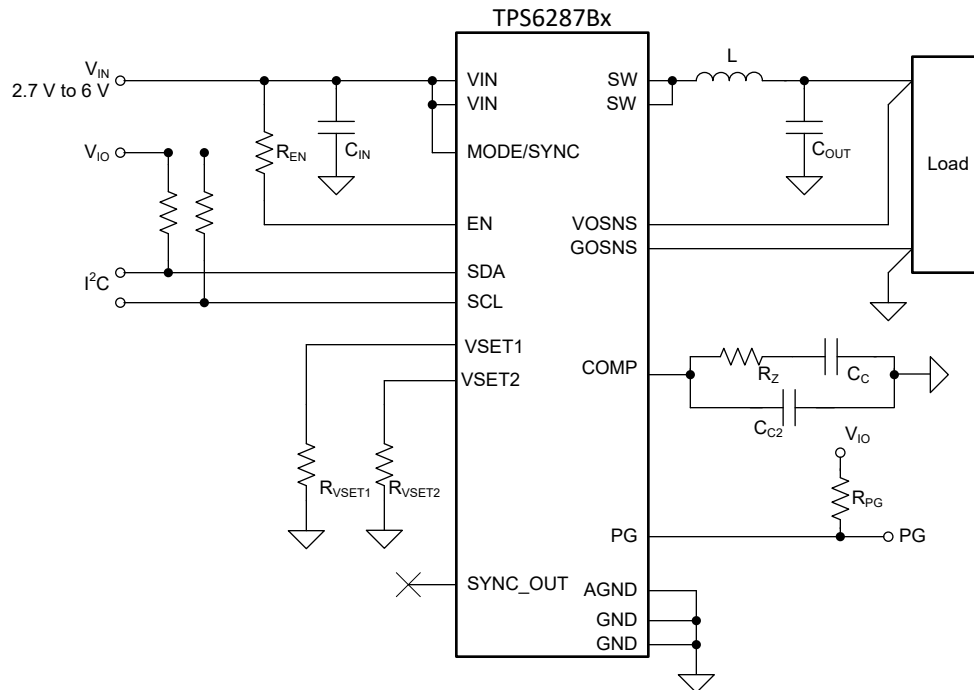 TPS6287Bx
VIN
2.7 V to 6 V
VIO
I2C
REN
CIN
VIN
VIN
MODE/SYNC
EN
SDA
SCL
VSET1
VSET2
RVSET1
RVSET2
SYNC_OUT
SW
SW
L
COUT
Load
VOSNS
GOSNS
COMP
RZ
CC
CC2
VIO
RPG
PG
PG
AGND
GND
GND